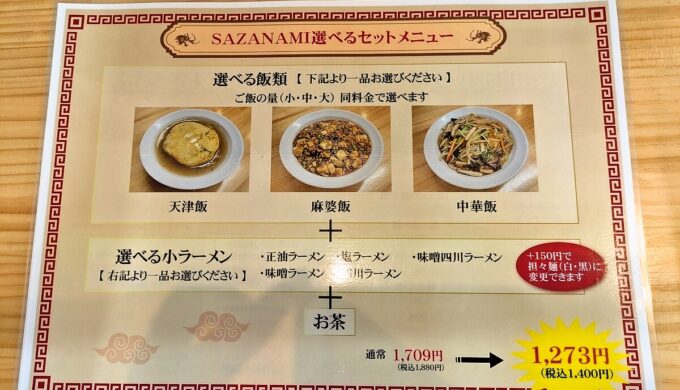 SAZANAMI選べるセットメニュー
選べる飯類【 下記より一品お選びください 】
ご飯の量(小・中・大) 同料金で選べます
天津飯 麻婆飯 中華飯
+
選べる小ラーメン
【 右記より一品お選びください 】
・正油ラーメン ラーメン ・味噌四川ラーメン
・味噌ラーメン 川ラーメン
+150円で
担々麺(白・黒)に
変更できます
+
お茶
通常 1,709円
(税込1,880円)
1,273円
(税込1,400円)